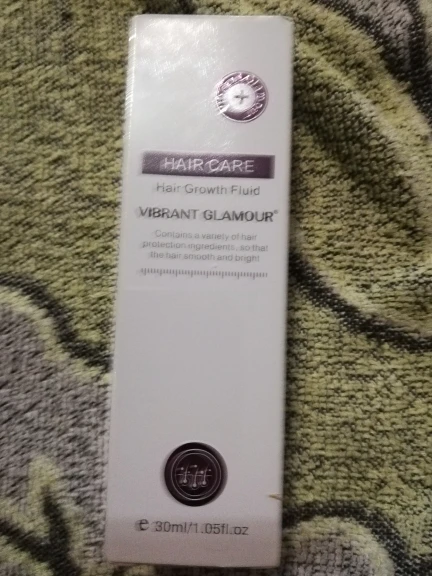 HAIR CARE
Hair Growth Fluid
VIBRANT GLAMOUR®
Contains a variety of hair
protection ingredients, so that
the hair smooth and bright
℮ 30ml/1.05fl.oz